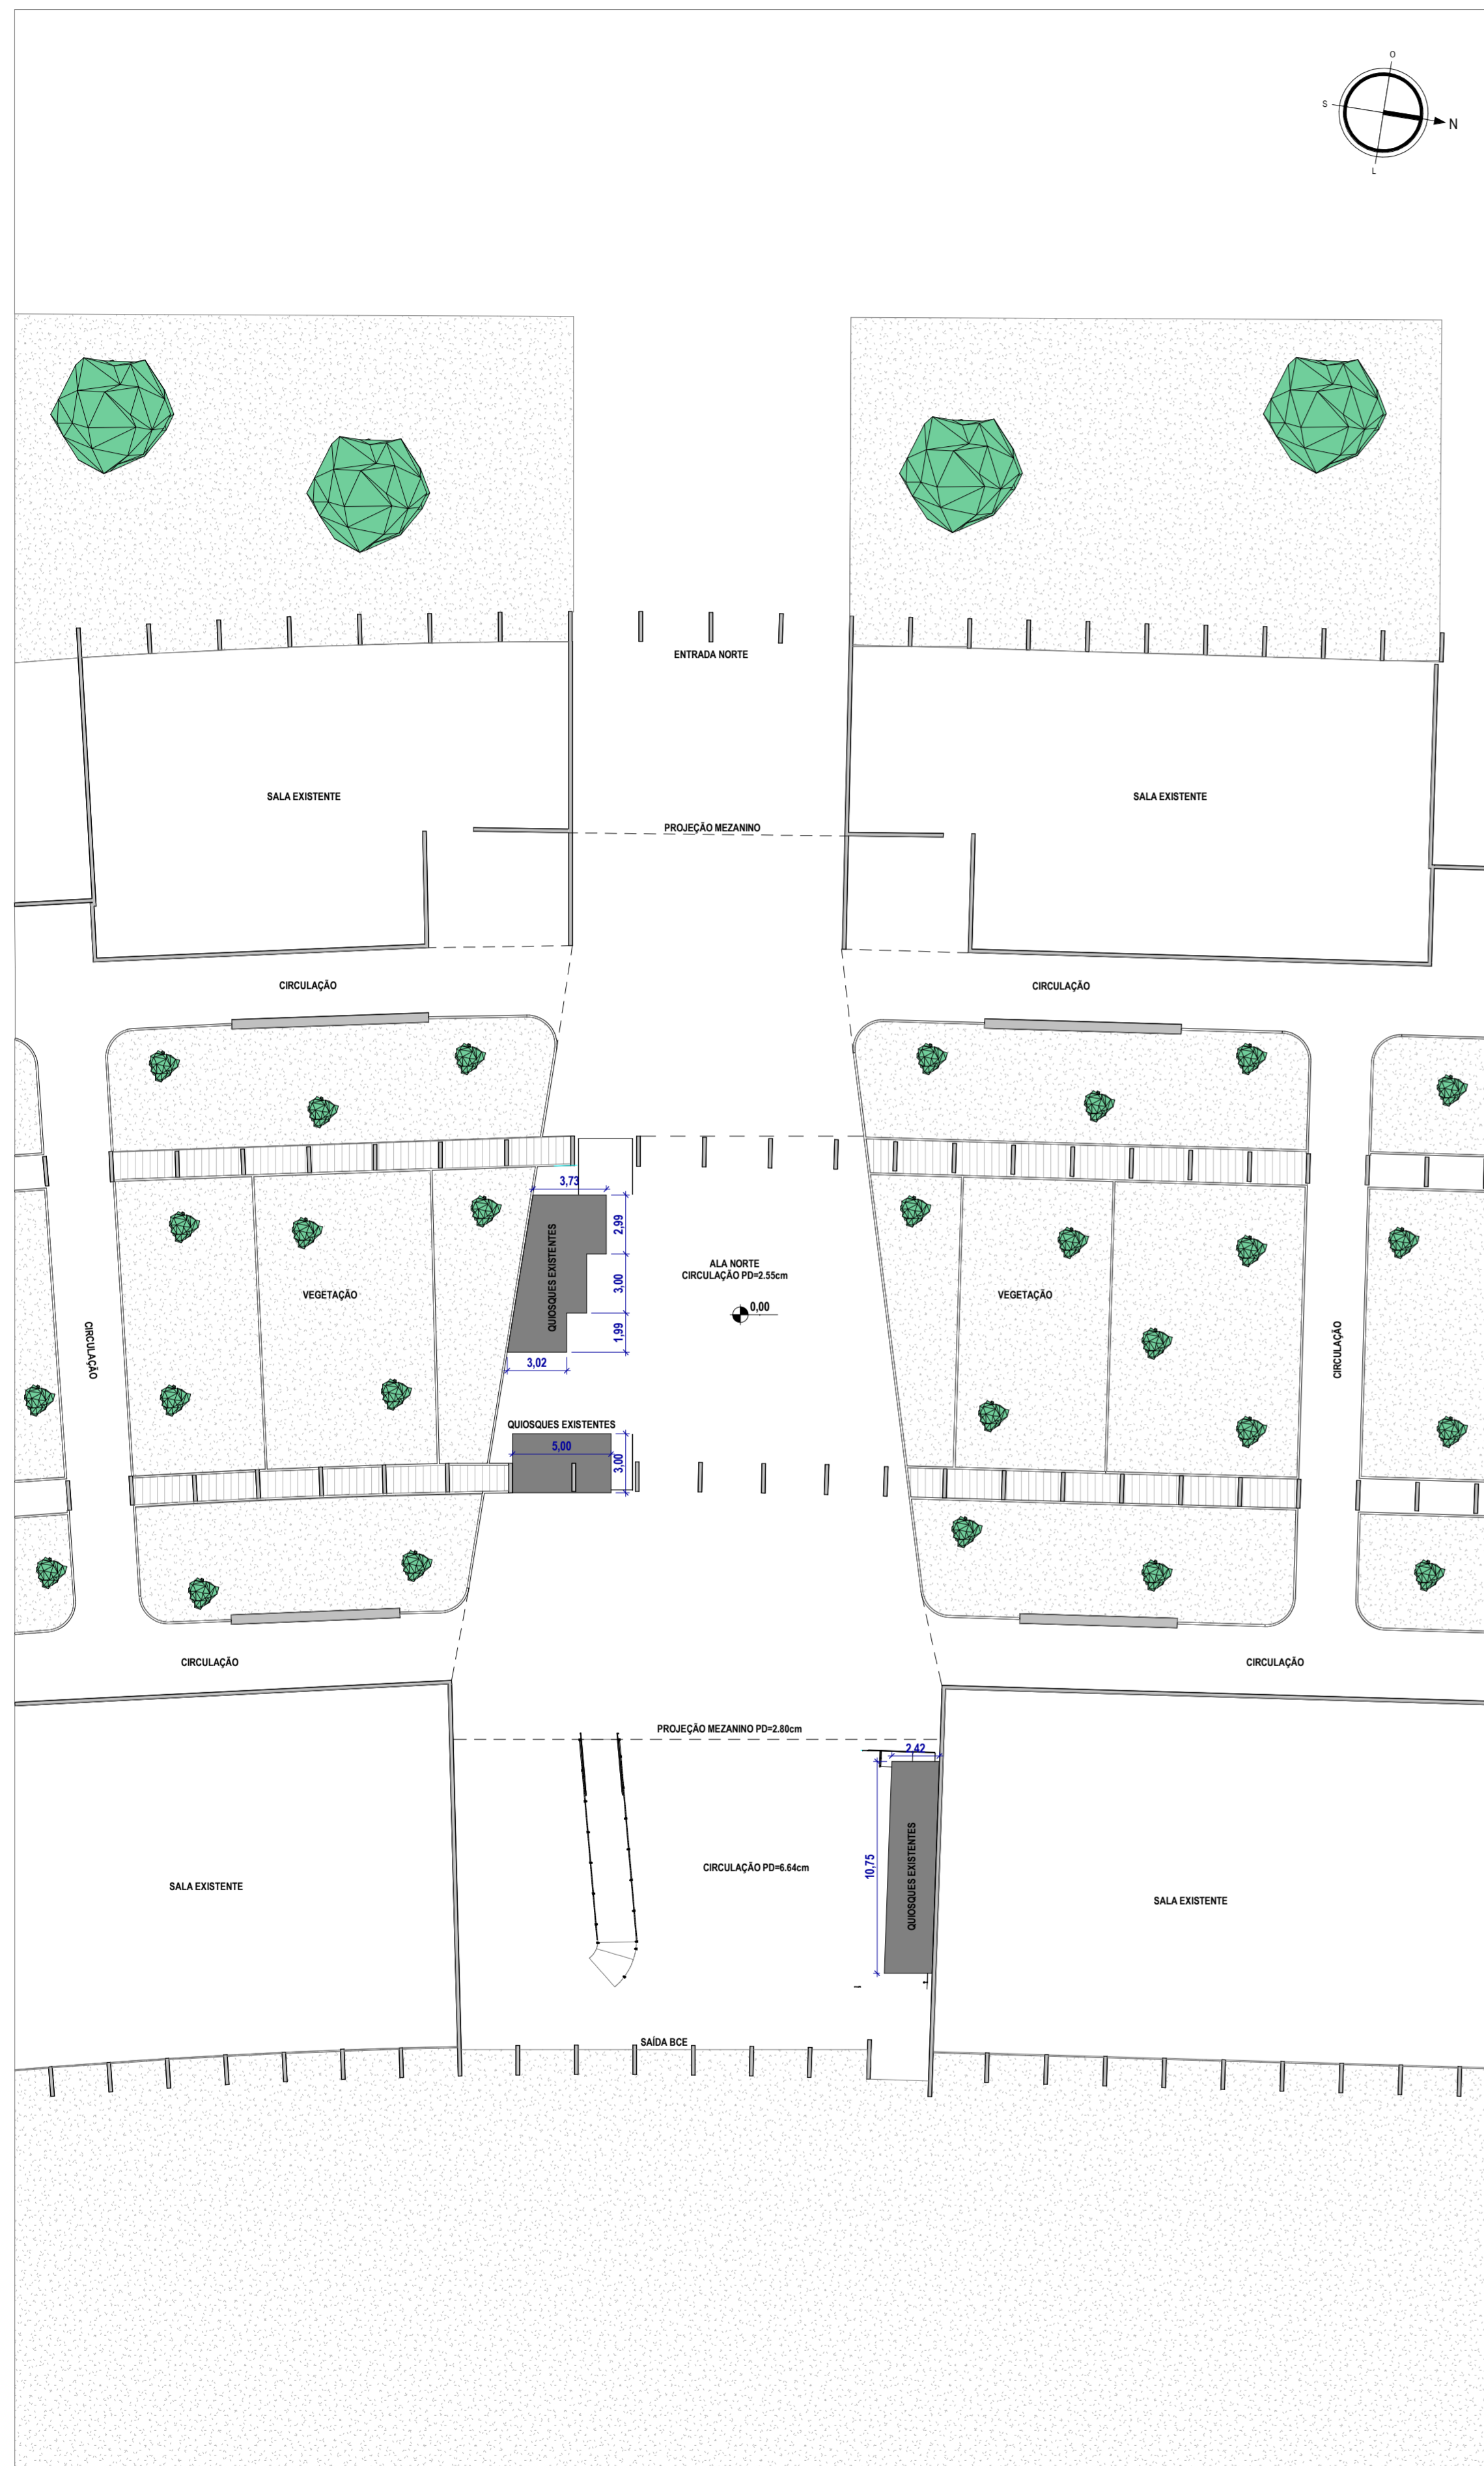 O
S
N
L
ENTRADA NORTE
SALA EXISTENTE
SALA EXISTENTE
PROJEÇÃO MEZANINO
CIRCULAÇÃO
CIRCULAÇÃO
3,73
2,99
QUIOSQUES EXISTENTES
ALA NORTE
CIRCULAÇÃO PD=2.55cm
3,00
VEGETAÇÃO
VEGETAÇÃO
0,00
1,99
CIRCULAÇÃO
CIRCULAÇÃO
3,02
QUIOSQUES EXISTENTES
5,00
3,00
CIRCULAÇÃO
CIRCULAÇÃO
PROJEÇÃO MEZANINO PD=2.80cm
2,42
10,75
QUIOSQUES EXISTENTES
CIRCULAÇÃO PD=6.64cm
SALA EXISTENTE
SALA EXISTENTE
SAÍDA BCE